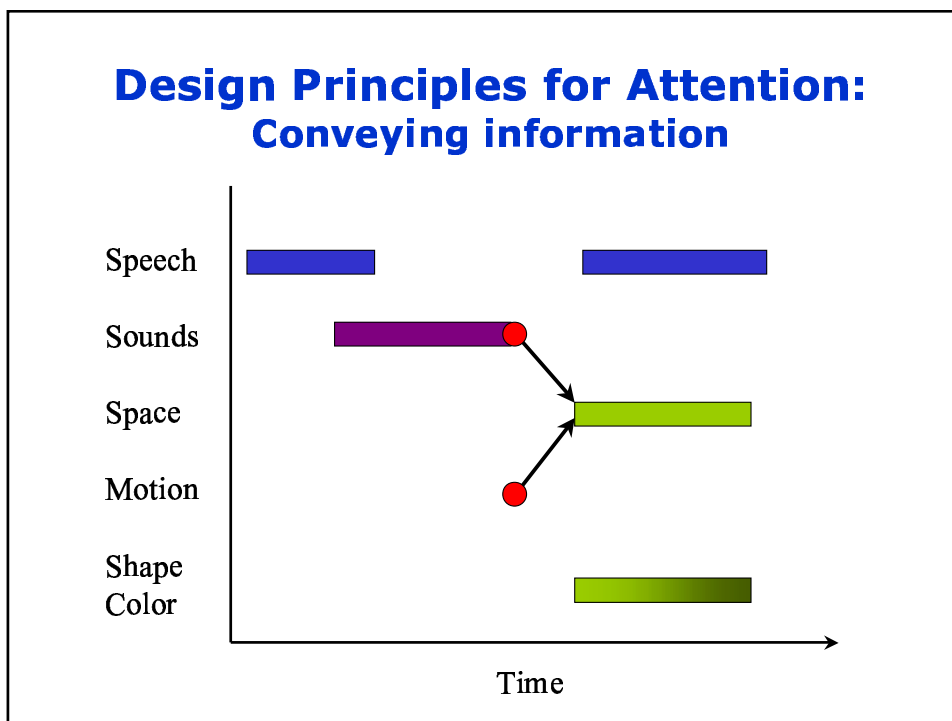 Design Principles for Attention:
Conveying information
Speech
Sounds
Space
Motion
Shape
Color
Time